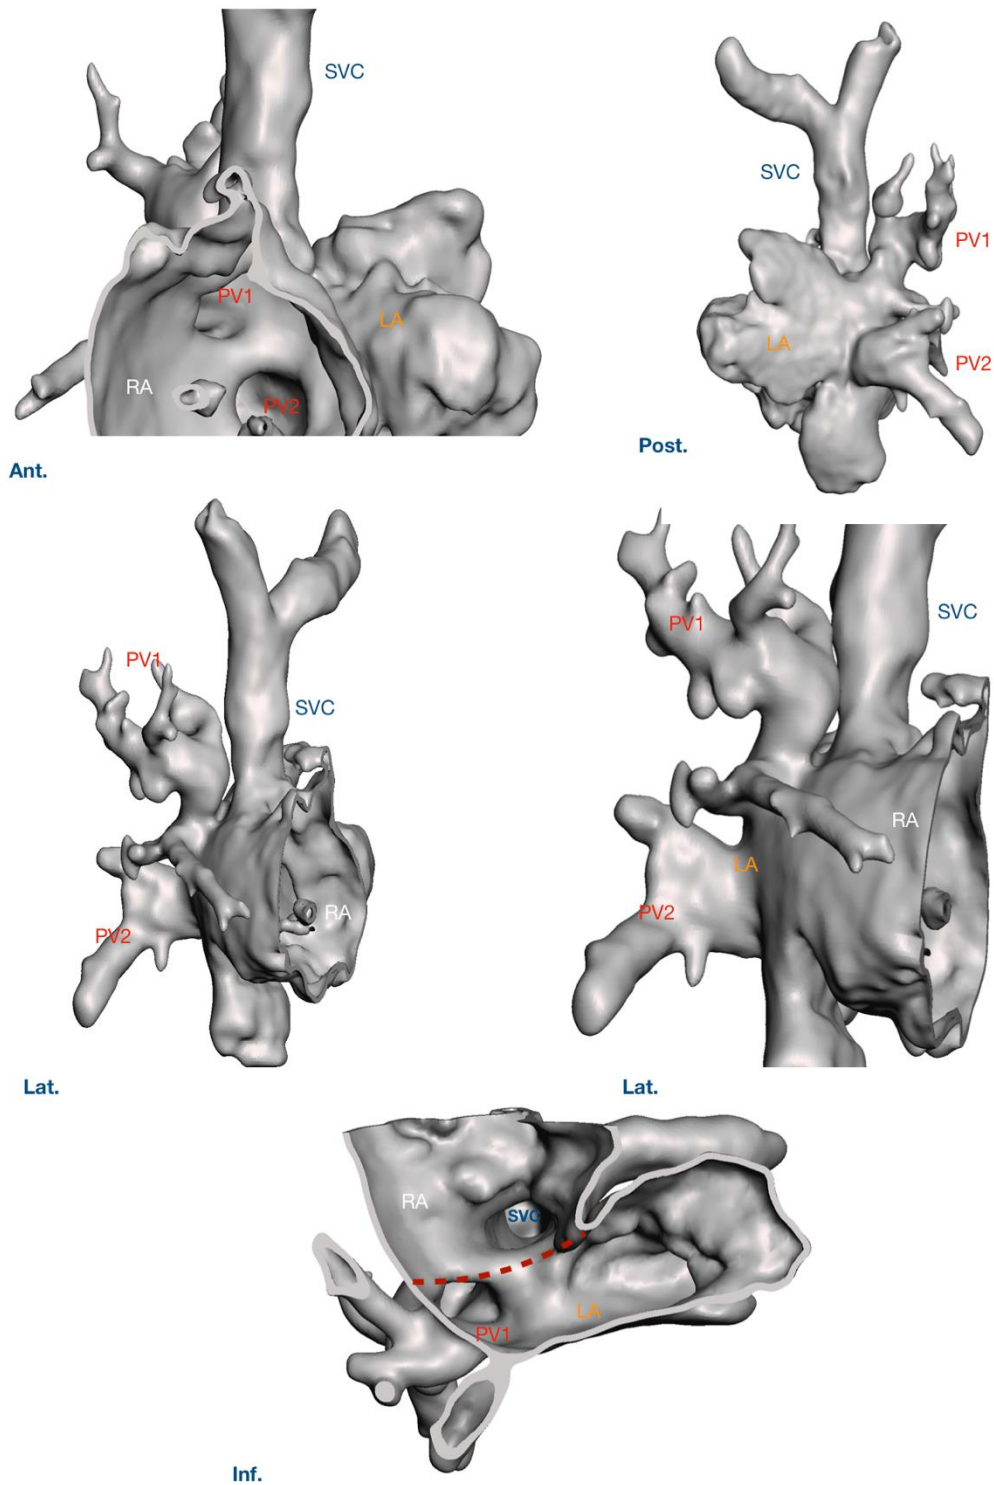 SVC
PV1
LA
RA
PV2
Ant.
SVC
PV1
LA
PV2
Post.
PV1
SVC
RA
PV2
Lat.
PV1
SVC
RA
LA
PV2
Lat.
RA
SVC
LA
PV1
Inf.